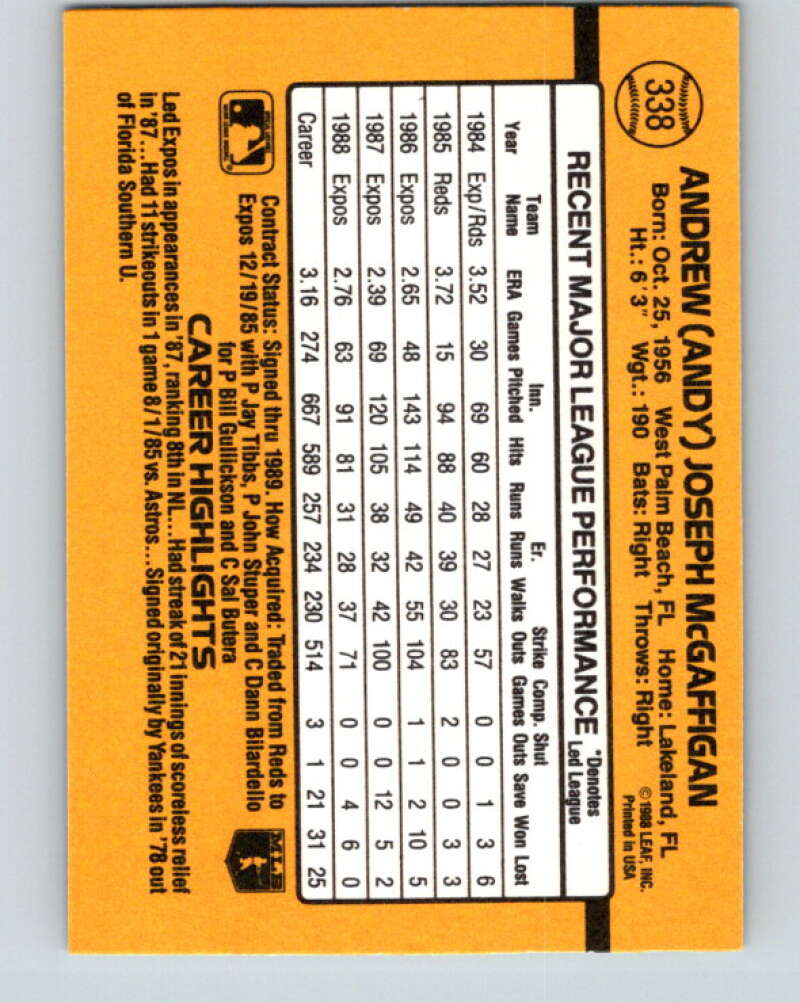 338
ANDREW (ANDY) JOSEPH McGAFFIGAN
Born: Oct. 25, 1956 West Palm Beach, FL Home: Lakeland, FL
Ht.: 6'3" Wgt.: 190 Bats: Right Throws: Right
©1988 LEAF, INC.
Printed in USA
RECENT MAJOR LEAGUE PERFORMANCE
*Denotes
Led League
Team Inn. Er. Strike Comp. Shut
Year Name ERA Games Pitched Hits Runs Runs Walks Outs Games Outs Save Won Lost
1984 Exp/Rds 3.52 30 69 60 28 27 23 57 0 0 1 3 6
1985 Reds 3.72 15 94 88 40 39 30 83 2 0 0 3 3
1986 Expos 2.65 48 143 114 49 42 55 104 1 1 2 10 5
1987 Expos 2.39 69 120 105 38 32 42 100 0 0 12 5 2
1988 Expos 2.76 63 91 81 31 28 37 71 0 0 4 6 0
Career 3.16 274 667 589 257 234 230 514 3 1 21 31 25
Contract Status: Signed thru 1989. How Acquired: Traded from Reds to
Expos 12/19/85 with P Jay Tibbs, P John Stuper and C Dann Bilardello
for P Bill Gullickson and C Sal Butera
MLB
CAREER HIGHLIGHTS
Led Expos in appearances in '87, ranking 8th in NL...Had streak of 21 innings of scoreless relief
in '87...Had 11 strikeouts in 1 game 8/1/85 vs. Astros...Signed originally by Yankees in '78 out
of Florida Southern U.